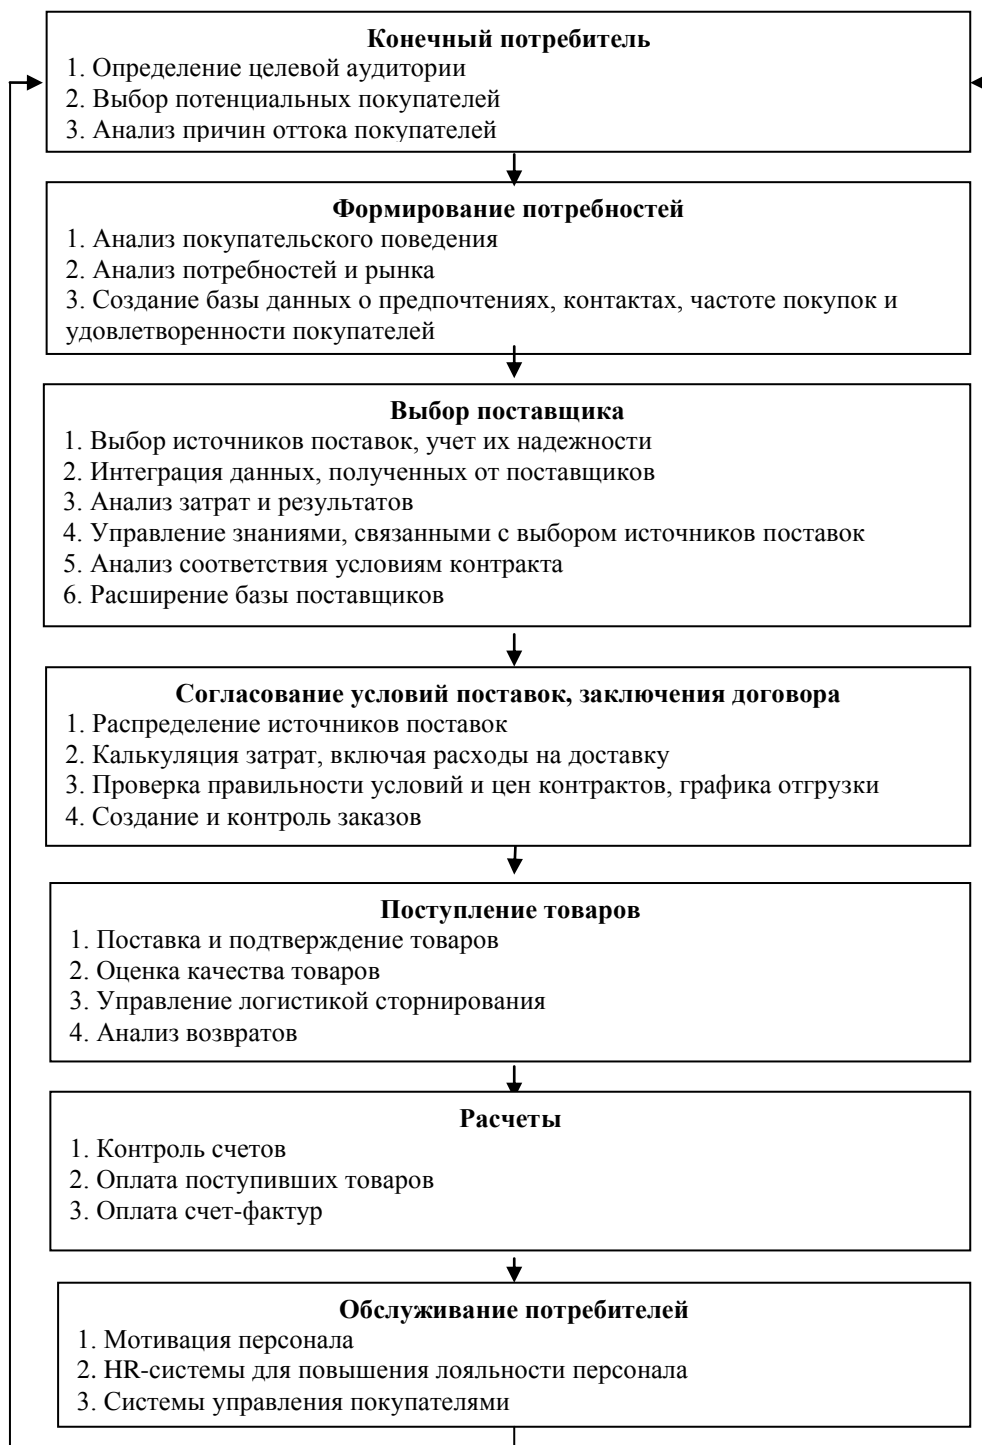 Конечный потребитель
1. Определение целевой аудитории
2. Выбор потенциальных покупателей
3. Анализ причин оттока покупателей
Формирование потребностей
1. Анализ покупательского поведения
2. Анализ потребностей и рынка
3. Создание базы данных о предпочтениях, контактах, частоте покупок и
удовлетворенности покупателей
Выбор поставщика
1. Выбор источников поставок, учет их надежности
2. Интеграция данных, полученных от поставщиков
3. Анализ затрат и результатов
4. Управление знаниями, связанными с выбором источников поставок
5. Анализ соответствия условиям контракта
6. Расширение базы поставщиков
Согласование условий поставок, заключения договора
1. Распределение источников поставок
2. Калькуляция затрат, включая расходы на доставку
3. Проверка правильности условий и цен контрактов, графика отгрузки
4. Создание и контроль заказов
Поступление товаров
1. Поставка и подтверждение товаров
2. Оценка качества товаров
3. Управление логистикой сторнирования
4. Анализ возвратов
Расчеты
1. Контроль счетов
2. Оплата поступивших товаров
3. Оплата счет-фактур
Обслуживание потребителей
1. Мотивация персонала
2. HR-системы для повышения лояльности персонала
3. Системы управления покупателями